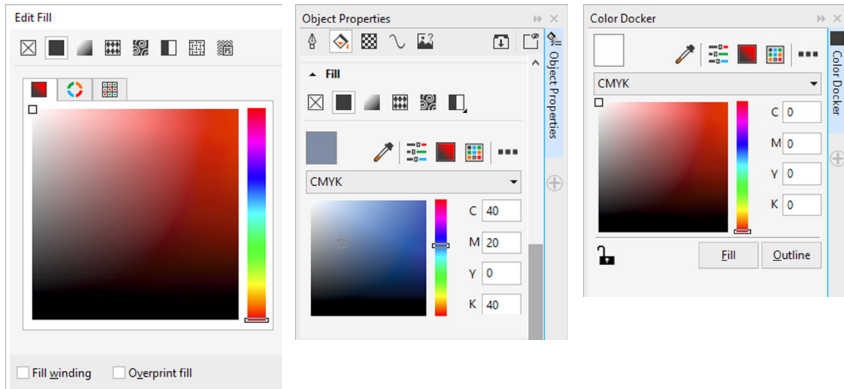 Edit Fill
Fill winding
Overprint fill
Object Properties
Fill
CMYK
C 40
M 20
Y 0
K 40
Object Properties
Color Docker
CMYK
C 0
M 0
Y 0
K 0
Fill
Outline
Color Docker